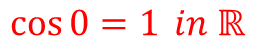 cos 0 = 1 in ℝ